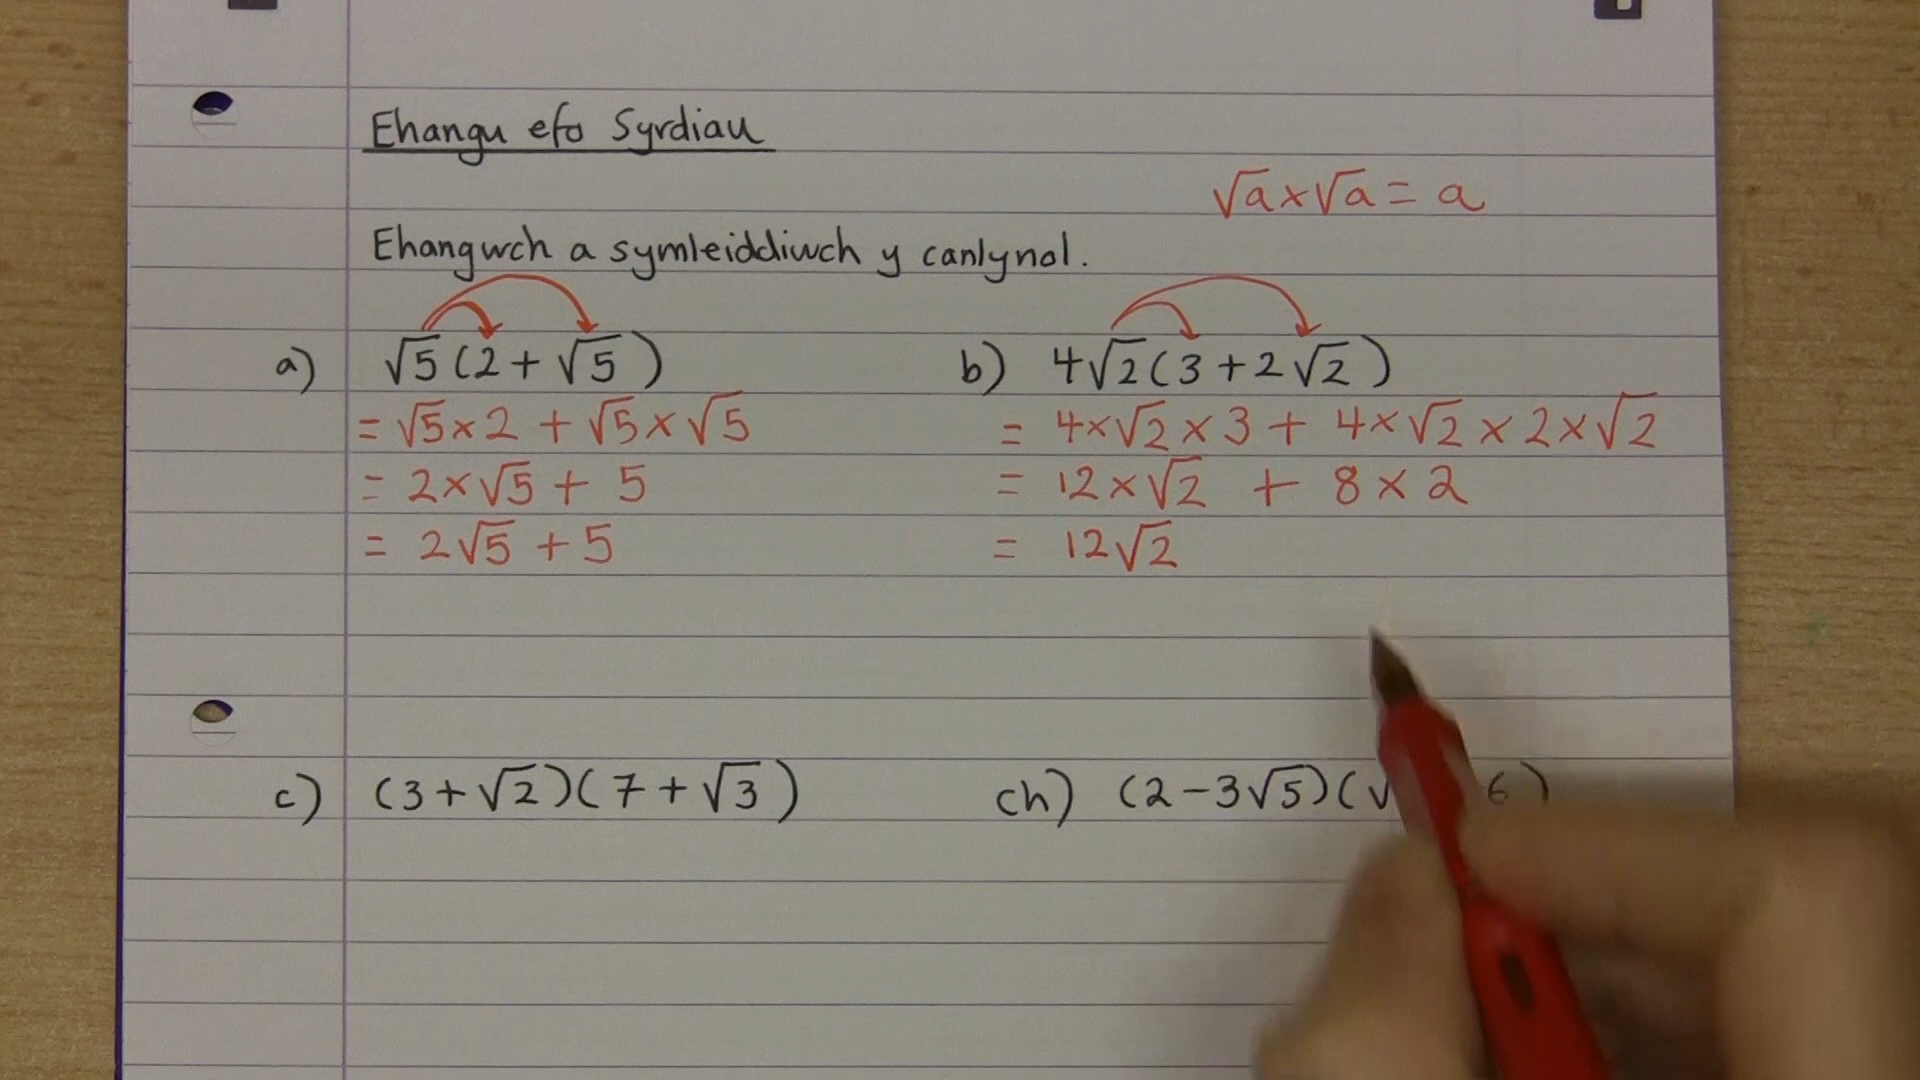 Ehangu efo Syrdiau
√a×√a = a
Ehangwch a symleiddiwch y canlynol.
a) √5(2+√5)
= √5×2 + √5×√5
= 2×√5 + 5
= 2√5 + 5
b) 4√2(3+2√2)
= 4×√2×3 + 4×√2×2×√2
= 12×√2 + 8×2
= 12√2
c) (3+√2)(7+√3)
ch) (2-3√5)(√ 6)